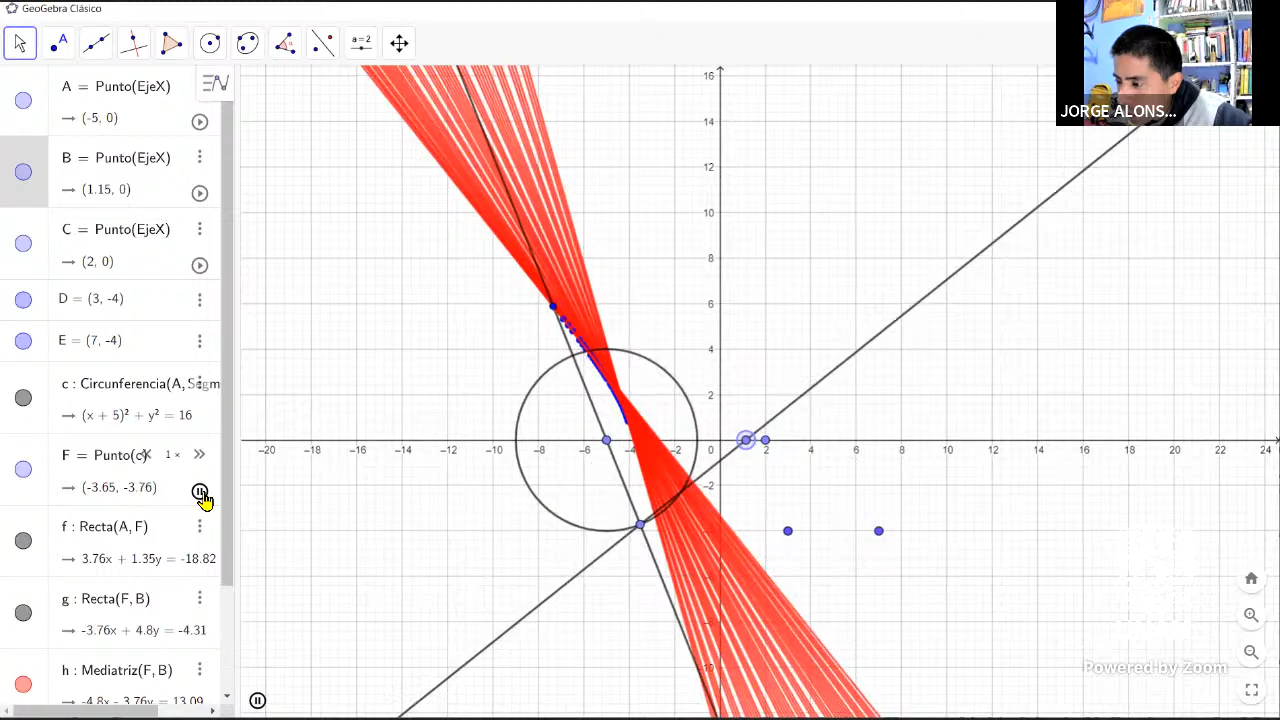 GeoGebra Clásico
A
a=2
A = Punto(EjeX)
→ (-5, 0)
B = Punto(EjeX)
→ (1.15, 0)
C = Punto(EjeX)
→ (2, 0)
D = (3, -4)
E = (7, -4)
c : Circunferencia(A, Segm
→ (x + 5)² + y² = 16
F = Punto(c)
1 ×
→ (-3.65, -3.76)
f : Recta(A, F)
→ 3.76x + 1.35y = -18.82
g : Recta(F, B)
→ -3.76x + 4.8y = -4.31
h : Mediatriz(F, B)
-4.8x - 3.76y = 13.09
16
14
12
10
8
6
4
2
-20 -18 -16 -14 -12 -10 -8 -6 -4 -2 0 2 4 6 8 10 12 14 16 18 20 22 24
-2
JORGE ALONS...
Powered by Zoom